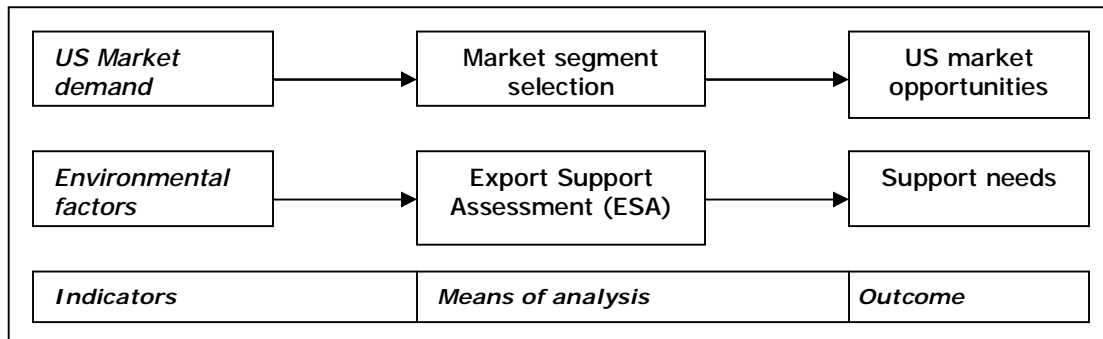 US Market
demand
Market segment
selection
US market
opportunities
Environmental
factors
Export Support
Assessment (ESA)
Support needs
Indicators
Means of analysis
Outcome